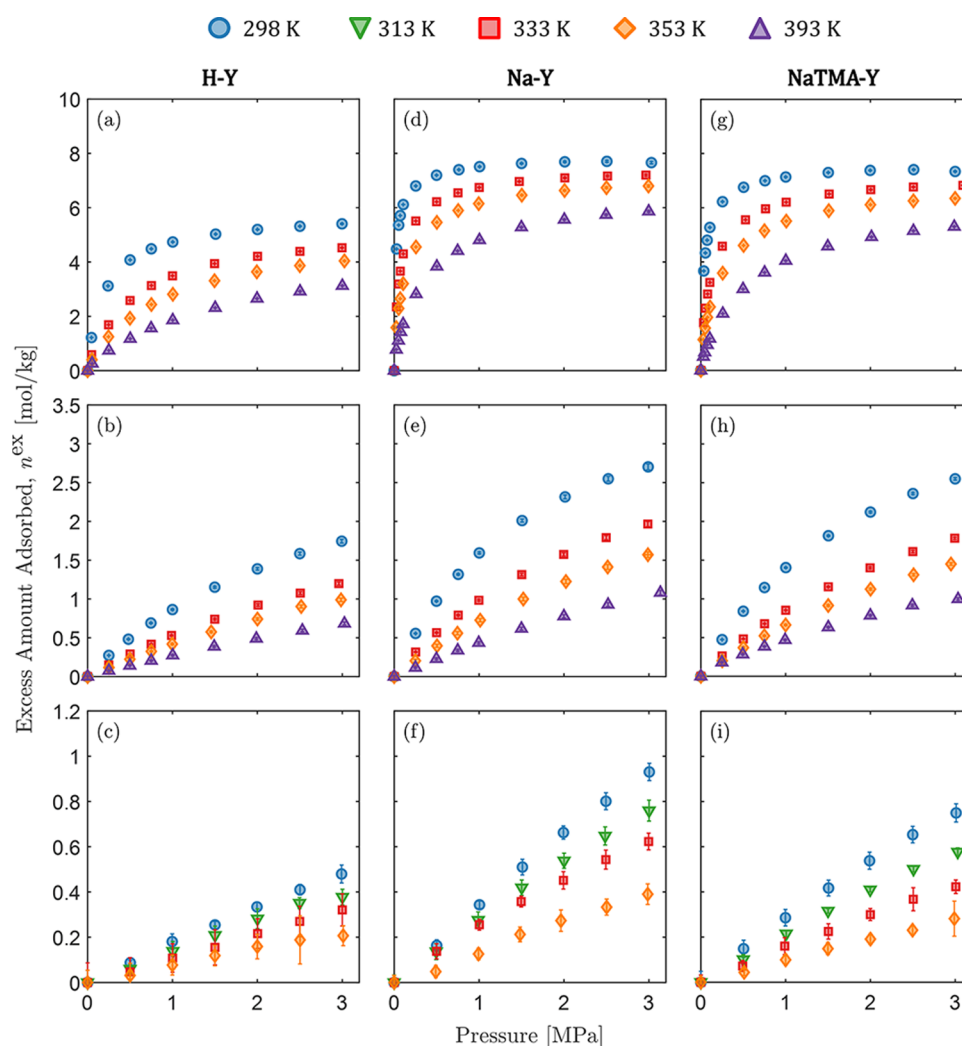 298 K 313 K 333 K 353 K 393 K
H-Y Na-Y NaTMA-Y
Excess Amount Adsorbed, n^ex [mol/kg]
(a) (d) (g)
10
8
6
4
2
0
(b) (e) (h)
3.5
3
2.5
2
1.5
1
0.5
0
(c) (f) (i)
1.2
1
0.8
0.6
0.4
0.2
0
0 1 2 3 0 1 2 3 0 1 2 3
Pressure [MPa]